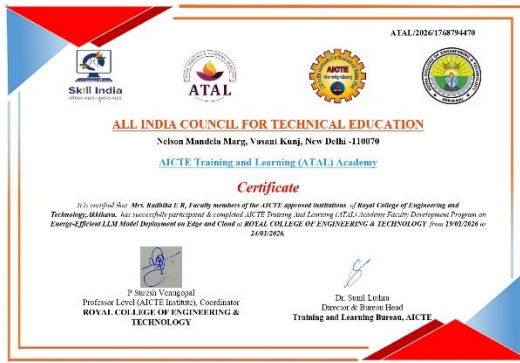 ATAL/2026/1768794470
Skill India
कौशल भारत - कुशल भारत
ATAL
AICTE
ALL INDIA COUNCIL FOR TECHNICAL EDUCATION
Nelson Mandela Marg, Vasant Kunj, New Delhi -110070
AICTE Training and Learning (ATAL) Academy
Certificate
It is certified that Mrs. Radhika E R, Faculty members of the AICTE approved institutions of Royal College of Engineering and
Technology, Akkikavu. has successfully participated & completed AICTE Training And Learning (ATAL) Academy Faculty Development Program on
Energy-Efficient LLM Model Deployment on Edge and Cloud at ROYAL COLLEGE OF ENGINEERING & TECHNOLOGY from 19/01/2026 to
24/01/2026.
P Suresh Venugopal
Professor Level (AICTE Institute), Coordinator
ROYAL COLLEGE OF ENGINEERING &
TECHNOLOGY
Dr. Sunil Luthra
Director & Bureau Head
Training and Learning Bureau, AICTE